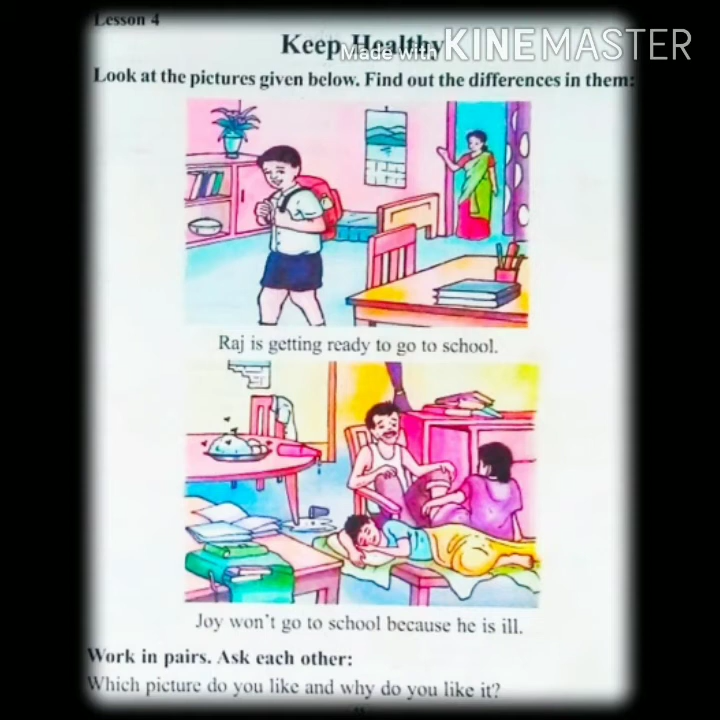 Lesson 4
Keep Healthy
Made with KINEMASTER
Look at the pictures given below. Find out the differences in them:
Raj is getting ready to go to school.
Joy won't go to school because he is ill.
Work in pairs. Ask each other:
Which picture do you like and why do you like it?